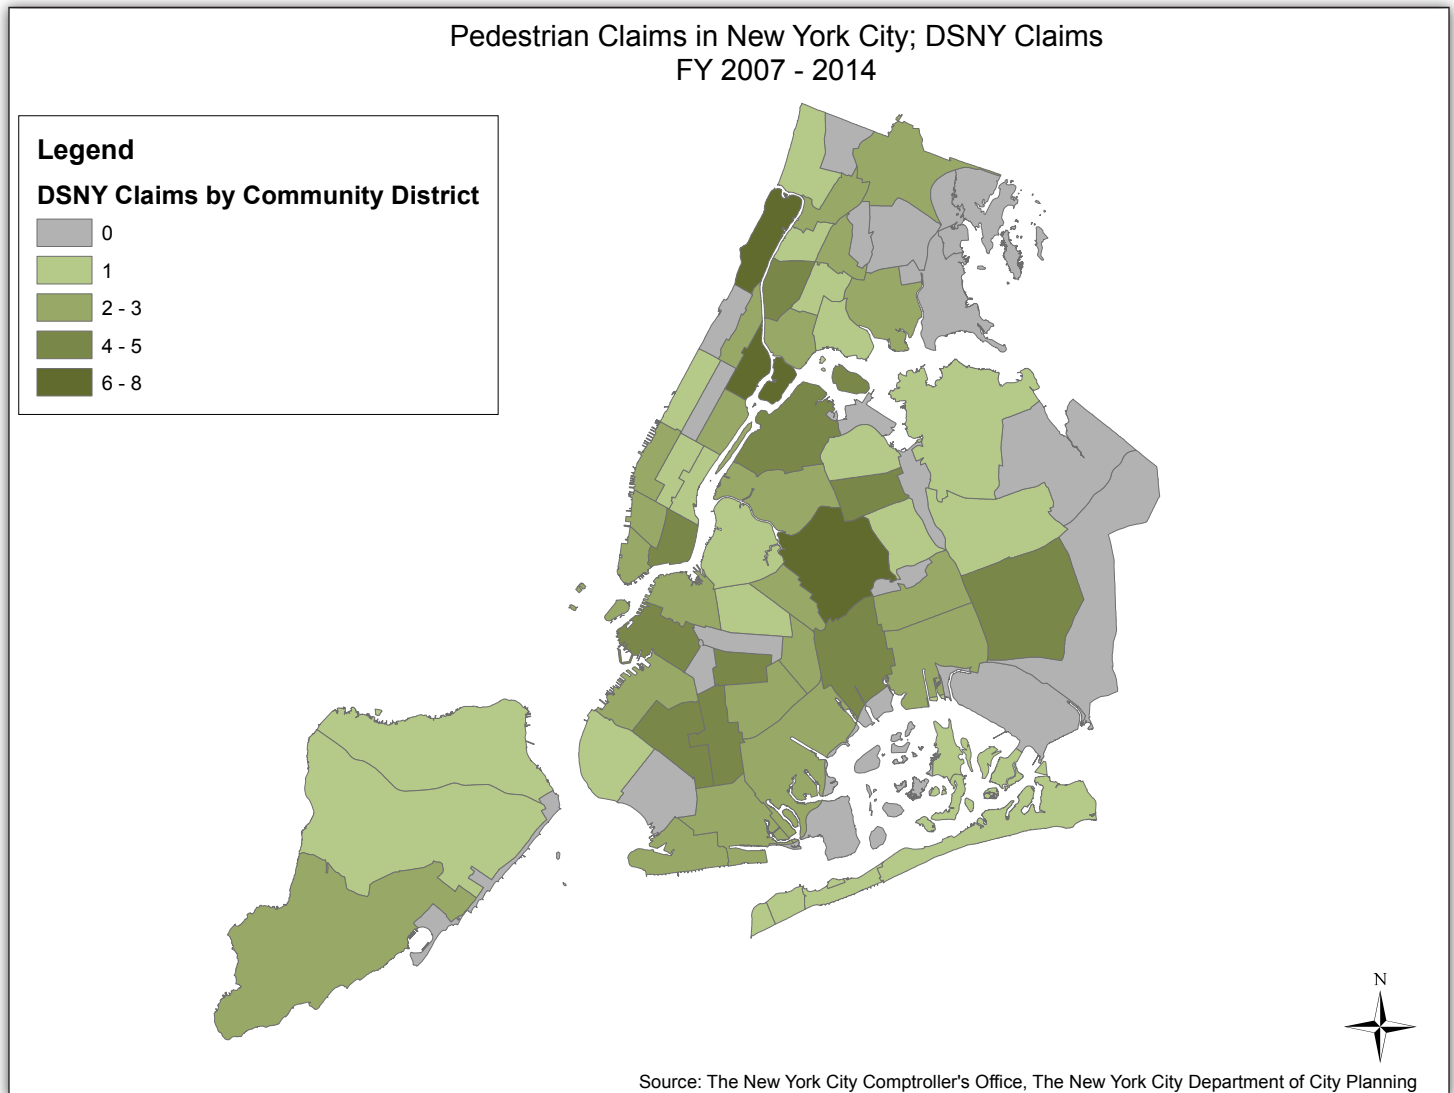 Pedestrian Claims in New York City; DSNY Claims
FY 2007 - 2014
Legend
DSNY Claims by Community District
0
1
2 - 3
4 - 5
6 - 8
N
Source: The New York City Comptroller's Office, The New York City Department of City Planning